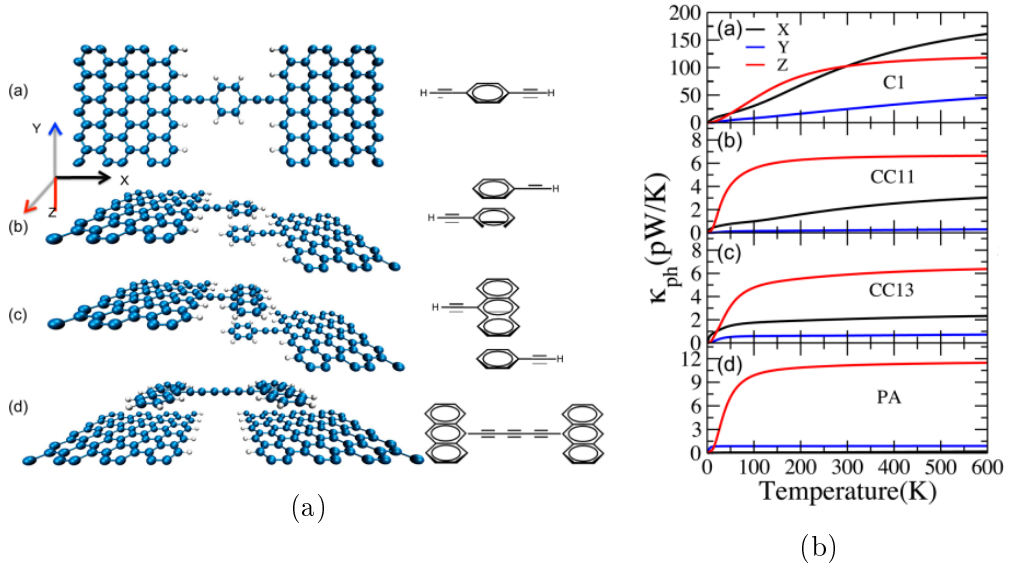 (a)
Y
X
Z
H
H
(b)
H
H
(c)
H
H
(d)
(a)
κph(pW/K)
200
150
100
50
0
(a)
X
Y
Z
C1
8
6
4
2
0
(b)
CC11
8
6
4
2
0
(c)
CC13
12
9
6
3
0
(d)
PA
0 100 200 300 400 500 600
Temperature(K)
(b)